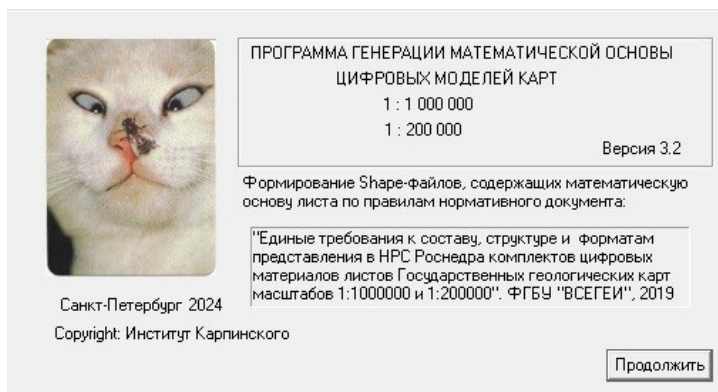 ПРОГРАММА ГЕНЕРАЦИИ МАТЕМАТИЧЕСКОЙ ОСНОВЫ
ЦИФРОВЫХ МОДЕЛЕЙ КАРТ
1 : 1 000 000
1 : 200 000
Версия 3.2
Формирование Shape-файлов, содержащих математическую
основу листа по правилам нормативного документа:
"Единые требования к составу, структуре и форматам
представления в НРС Роснедра комплектов цифровых
материалов листов Государственных геологических карт
масштабов 1:1000000 и 1:200000". ФГБУ "ВСЕГЕИ", 2019
Санкт-Петербург 2024
Copyright: Институт Карпинского
Продолжить